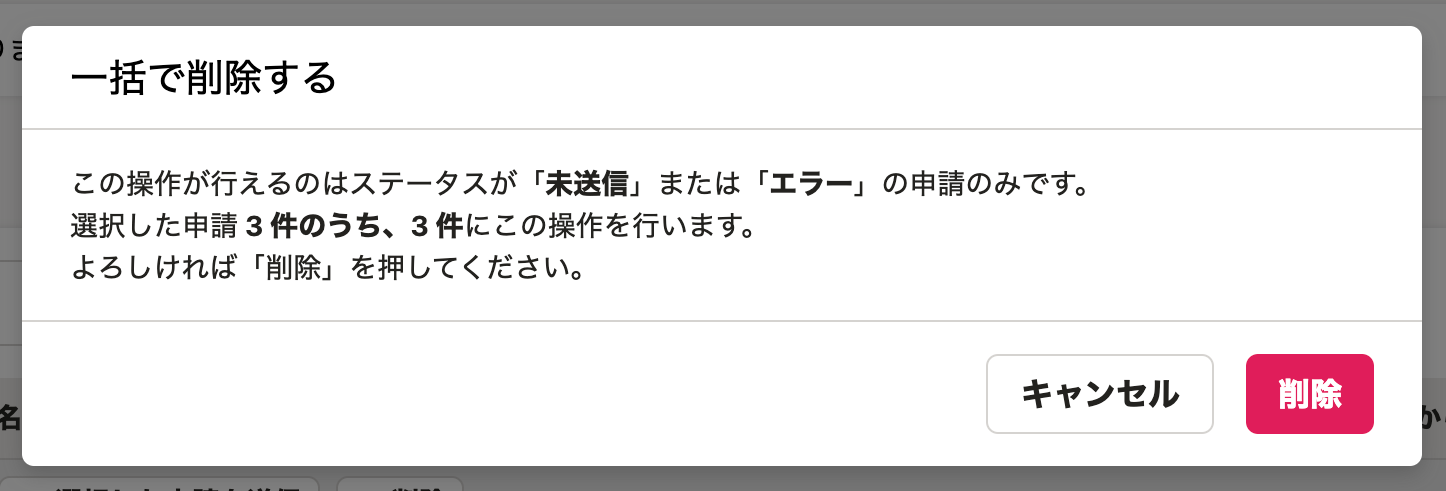 一括で削除する
この操作が行えるのはステータスが「未送信」または「エラー」の申請のみです。
選択した申請 3 件のうち、3 件にこの操作を行います。
よろしければ「削除」を押してください。
キャンセル
削除
名
か